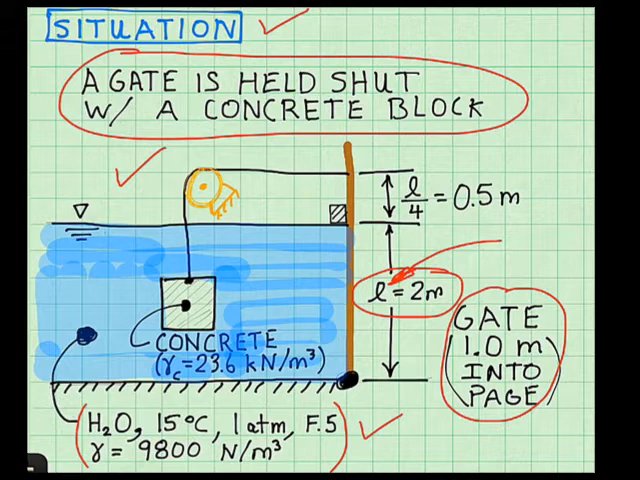 SITUATION
A GATE IS HELD SHUT
W/ A CONCRETE BLOCK
ℓ/4 = 0.5 m
ℓ = 2m
GATE
1.0 m
INTO
PAGE
CONCRETE
(γc = 23.6 kN/m³)
H₂O, 15°C, 1 atm, F.5
γ = 9800 N/m³